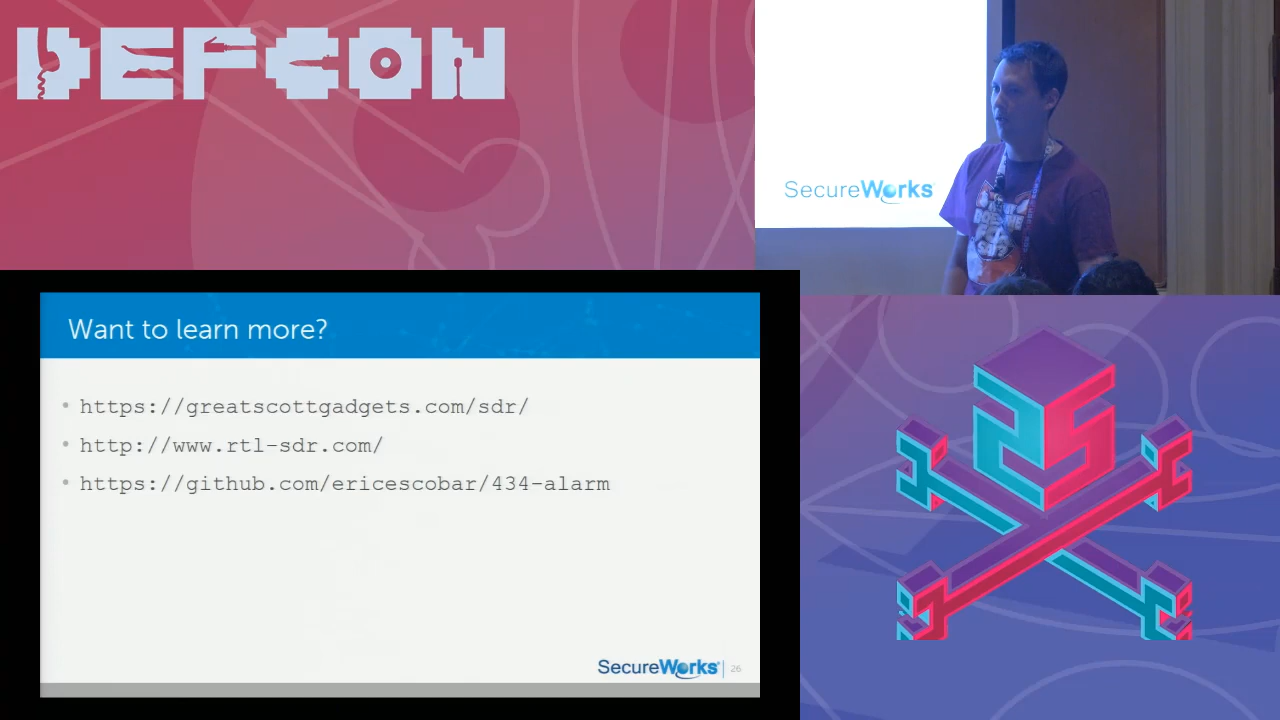 DEFCON
SecureWorks
Want to learn more?
• https://greatscottgadgets.com/sdr/
• http://www.rtl-sdr.com/
• https://github.com/ericescobar/434-alarm
SecureWorks
26
25